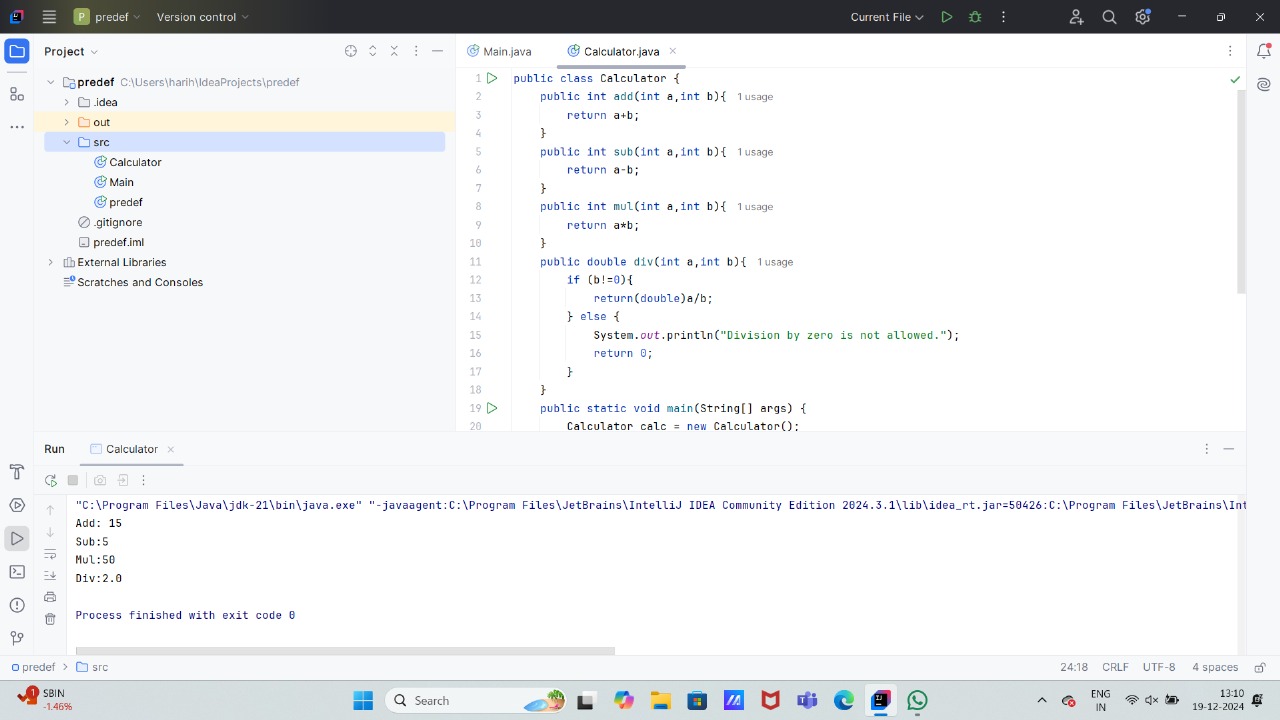 P predef Version control Current File
Project
Main.java Calculator.java
predef C:\Users\harih\IdeaProjects\predef
.idea
out
src
Calculator
Main
predef
.gitignore
predef.iml
External Libraries
Scratches and Consoles
1 public class Calculator {
2 public int add(int a,int b){ 1 usage
3 return a+b;
4 }
5 public int sub(int a,int b){ 1 usage
6 return a-b;
7 }
8 public int mul(int a,int b){ 1 usage
9 return a*b;
10 }
11 public double div(int a,int b){ 1 usage
12 if (b!=0){
13 return(double)a/b;
14 } else {
15 System.out.println("Division by zero is not allowed.");
16 return 0;
17 }
18 }
19 public static void main(String[] args) {
20 Calculator calc = new Calculator();
Run Calculator
"C:\Program Files\Java\jdk-21\bin\java.exe" "-javaagent:C:\Program Files\JetBrains\IntelliJ IDEA Community Edition 2024.3.1\lib\idea_rt.jar=50426:C:\Program Files\JetBrains\Int
Add: 15
Sub:5
Mul:50
Div:2.0
Process finished with exit code 0
predef > src 24:18 CRLF UTF-8 4 spaces
1 SBIN
-1.46%
Search
ENG
IN
13:10
19-12-2024